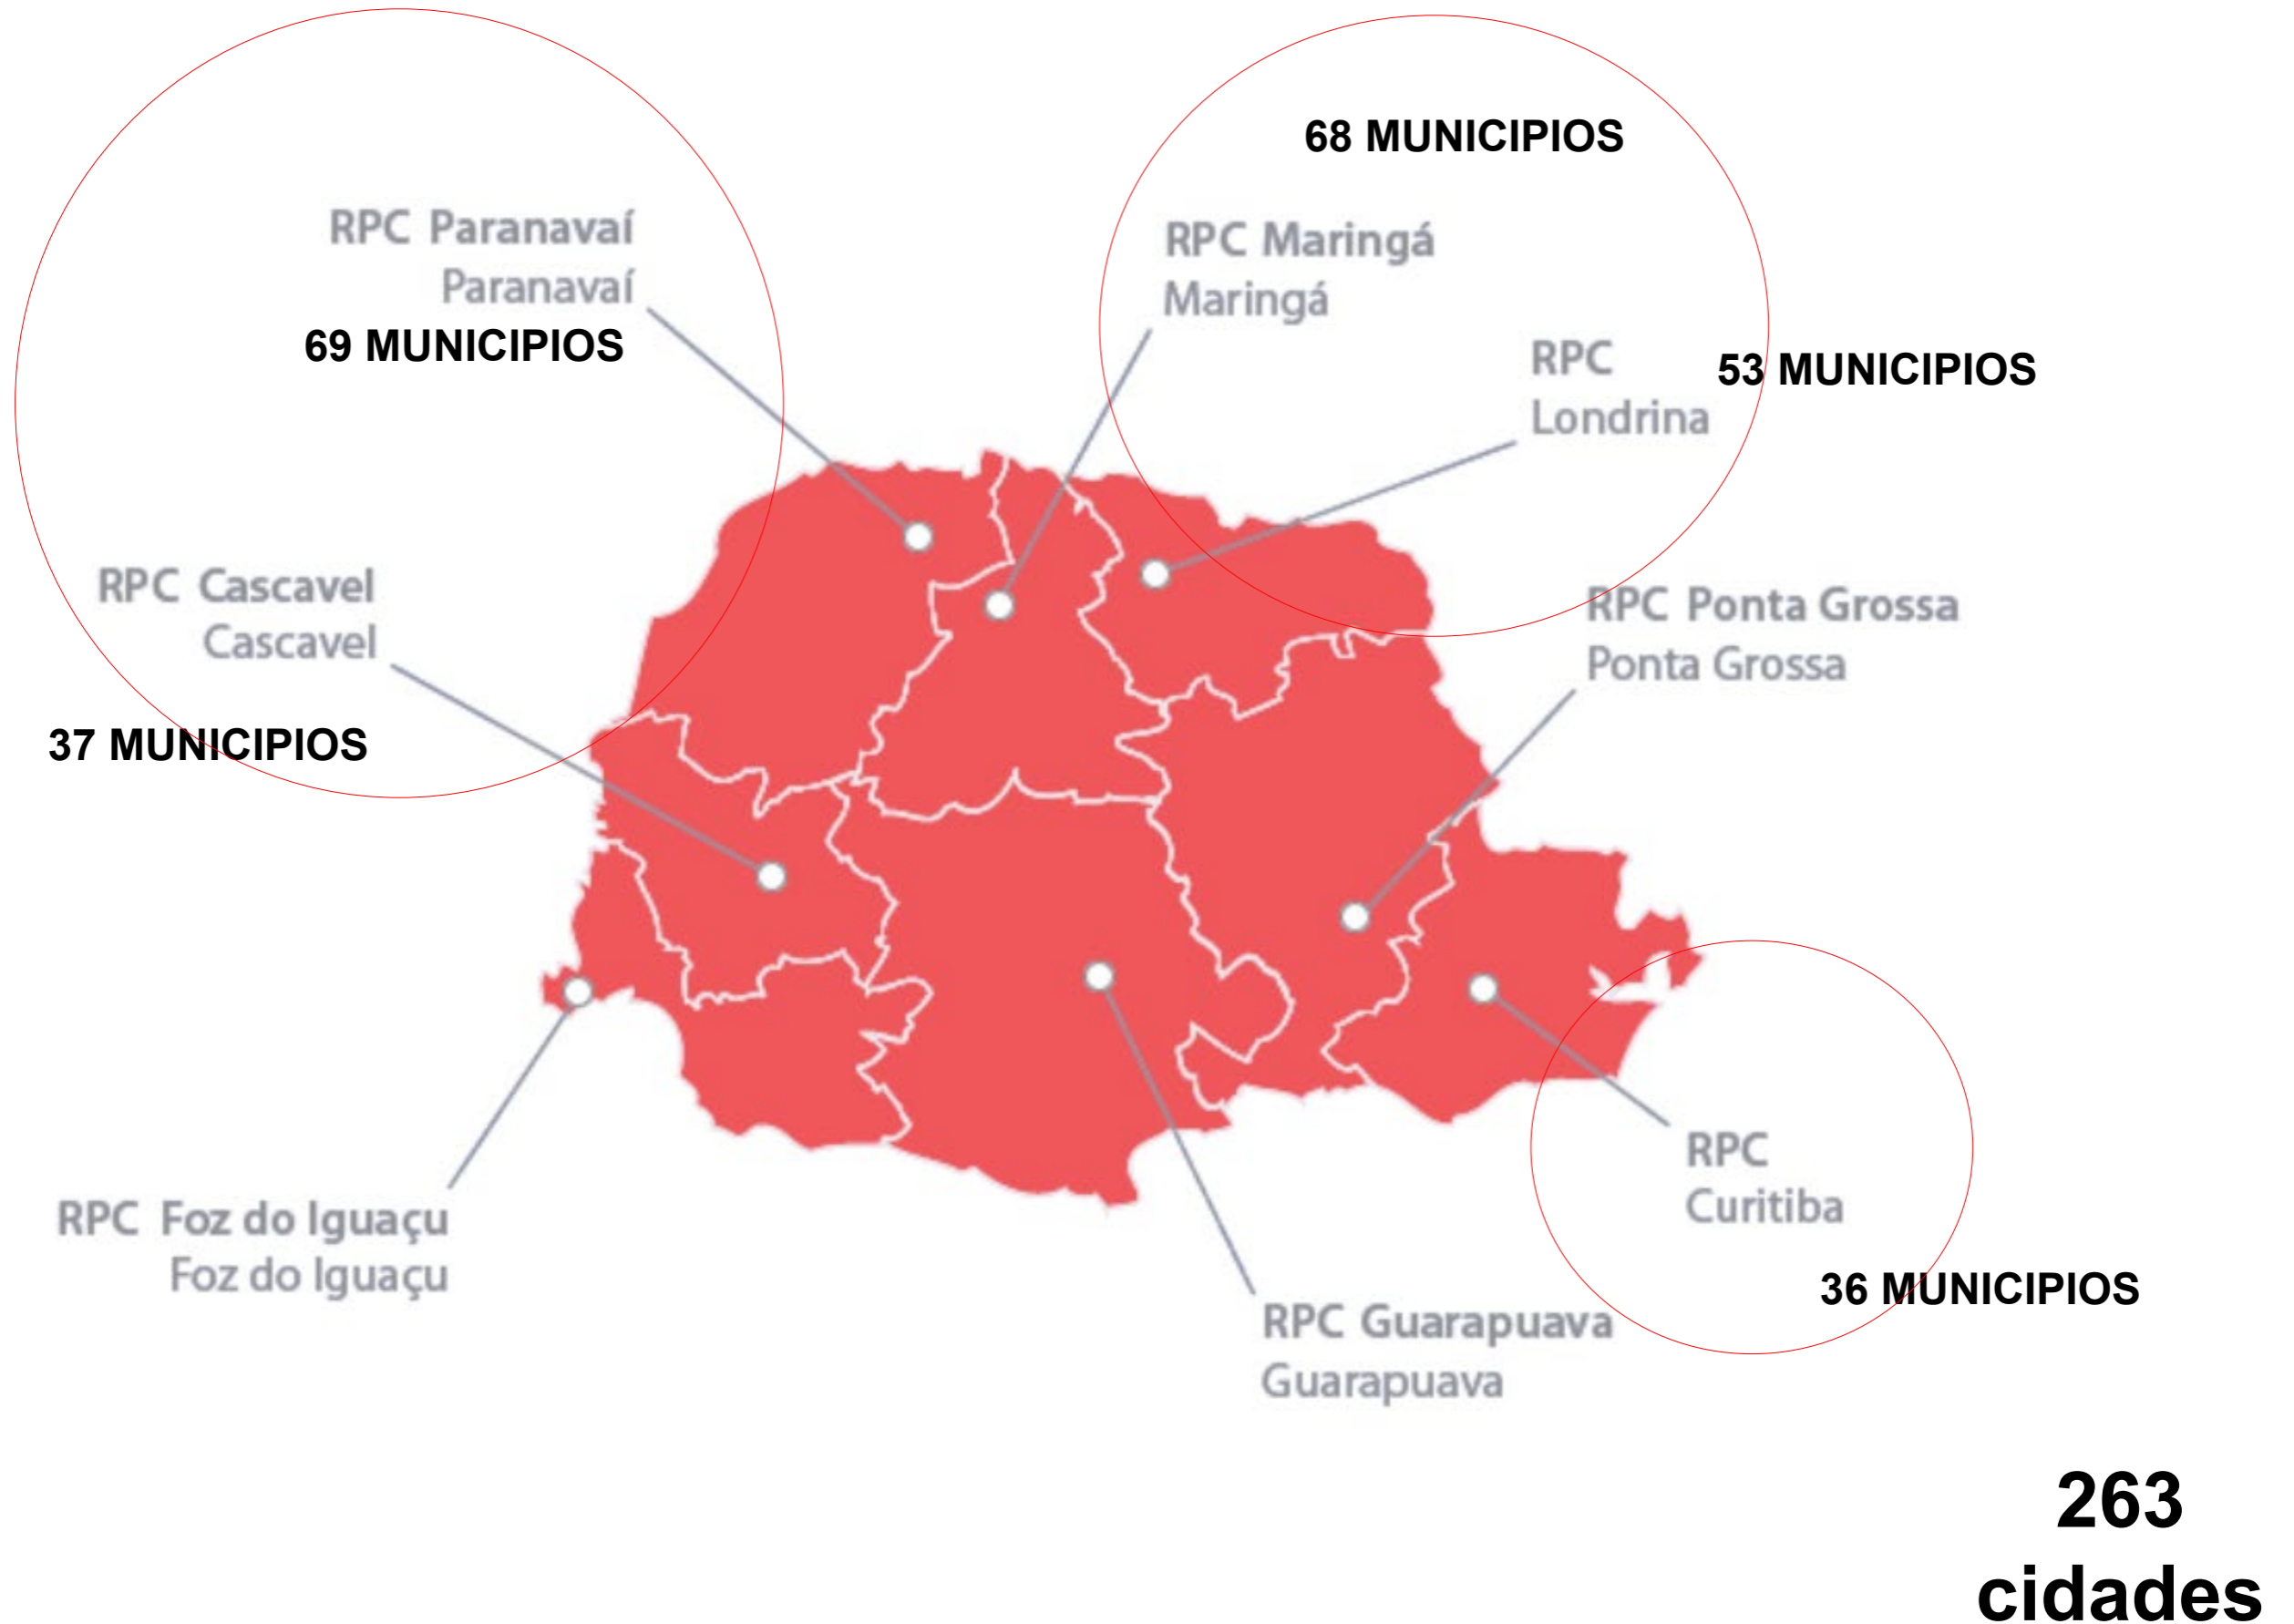 68 MUNICIPIOS
RPC Paranavaí
Paranavaí
69 MUNICIPIOS
RPC Maringá
Maringá
RPC
Londrina
53 MUNICIPIOS
RPC Cascavel
Cascavel
37 MUNICIPIOS
RPC Ponta Grossa
Ponta Grossa
RPC Foz do Iguaçu
Foz do Iguaçu
RPC
Curitiba
36 MUNICIPIOS
RPC Guarapuava
Guarapuava
263
cidades